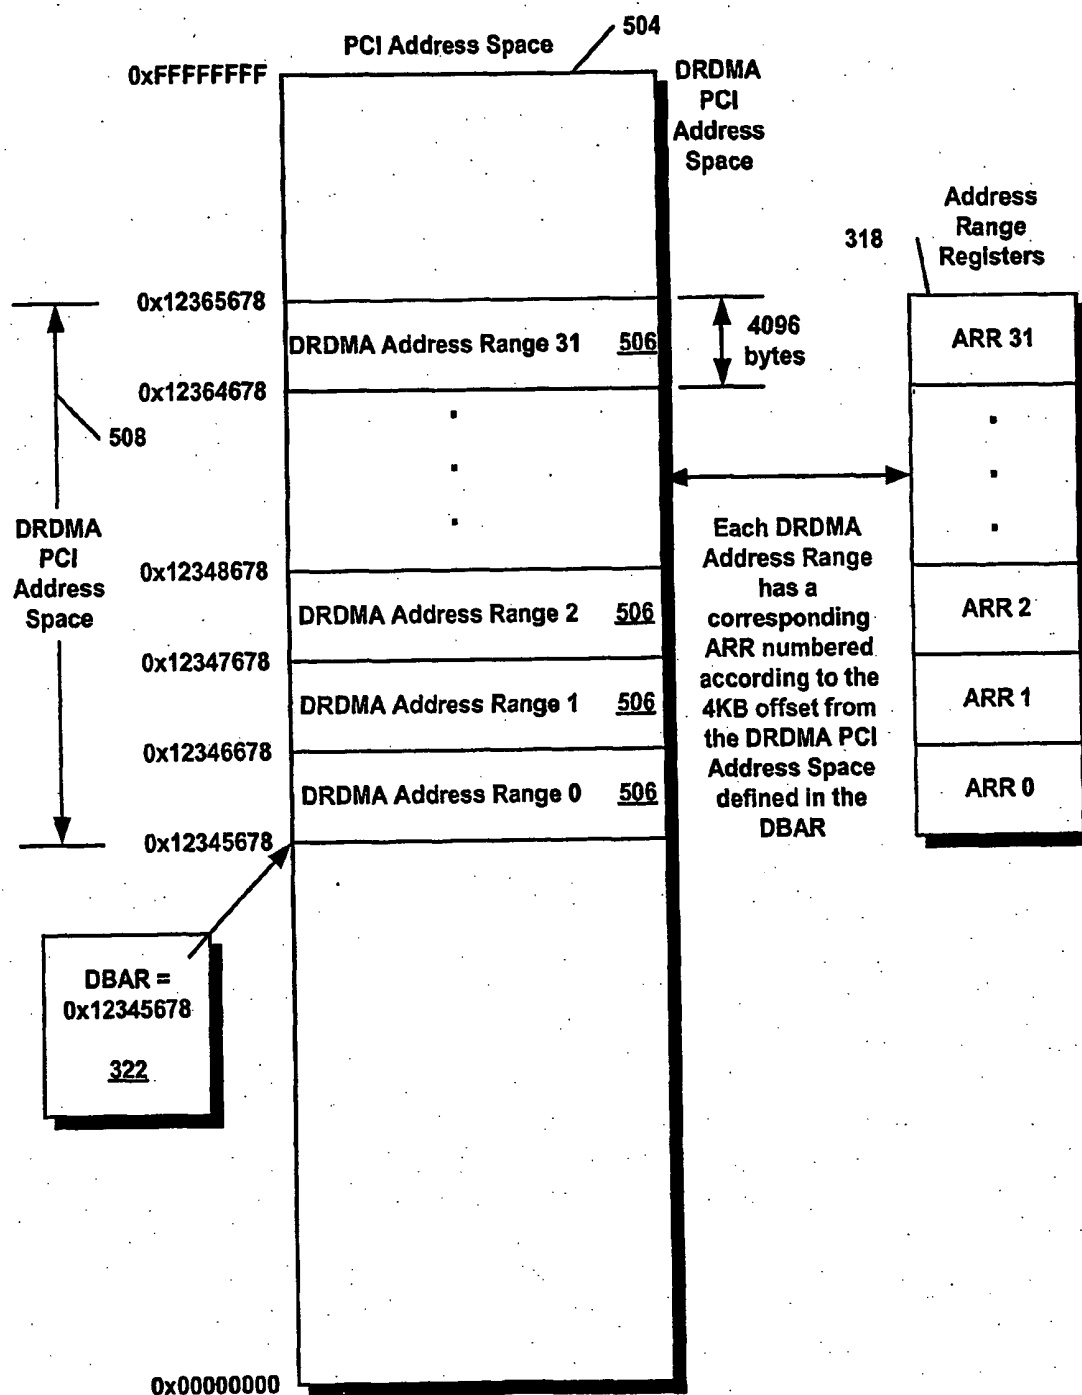 PCI Address Space
504
0xFFFFFFFF
DRDMA
PCI
Address
Space
Address
Range
Registers
318
0x12365678
DRDMA Address Range 31 506
4096
bytes
ARR 31
0x12364678
508
DRDMA
PCI
Address
Space
0x12348678
Each DRDMA
Address Range
has a
corresponding
ARR numbered
according to the
4KB offset from
the DRDMA PCI
Address Space
defined in the
DBAR
DRDMA Address Range 2 506
ARR 2
0x12347678
DRDMA Address Range 1 506
ARR 1
0x12346678
DRDMA Address Range 0 506
ARR 0
0x12345678
DBAR =
0x12345678
322
0x00000000